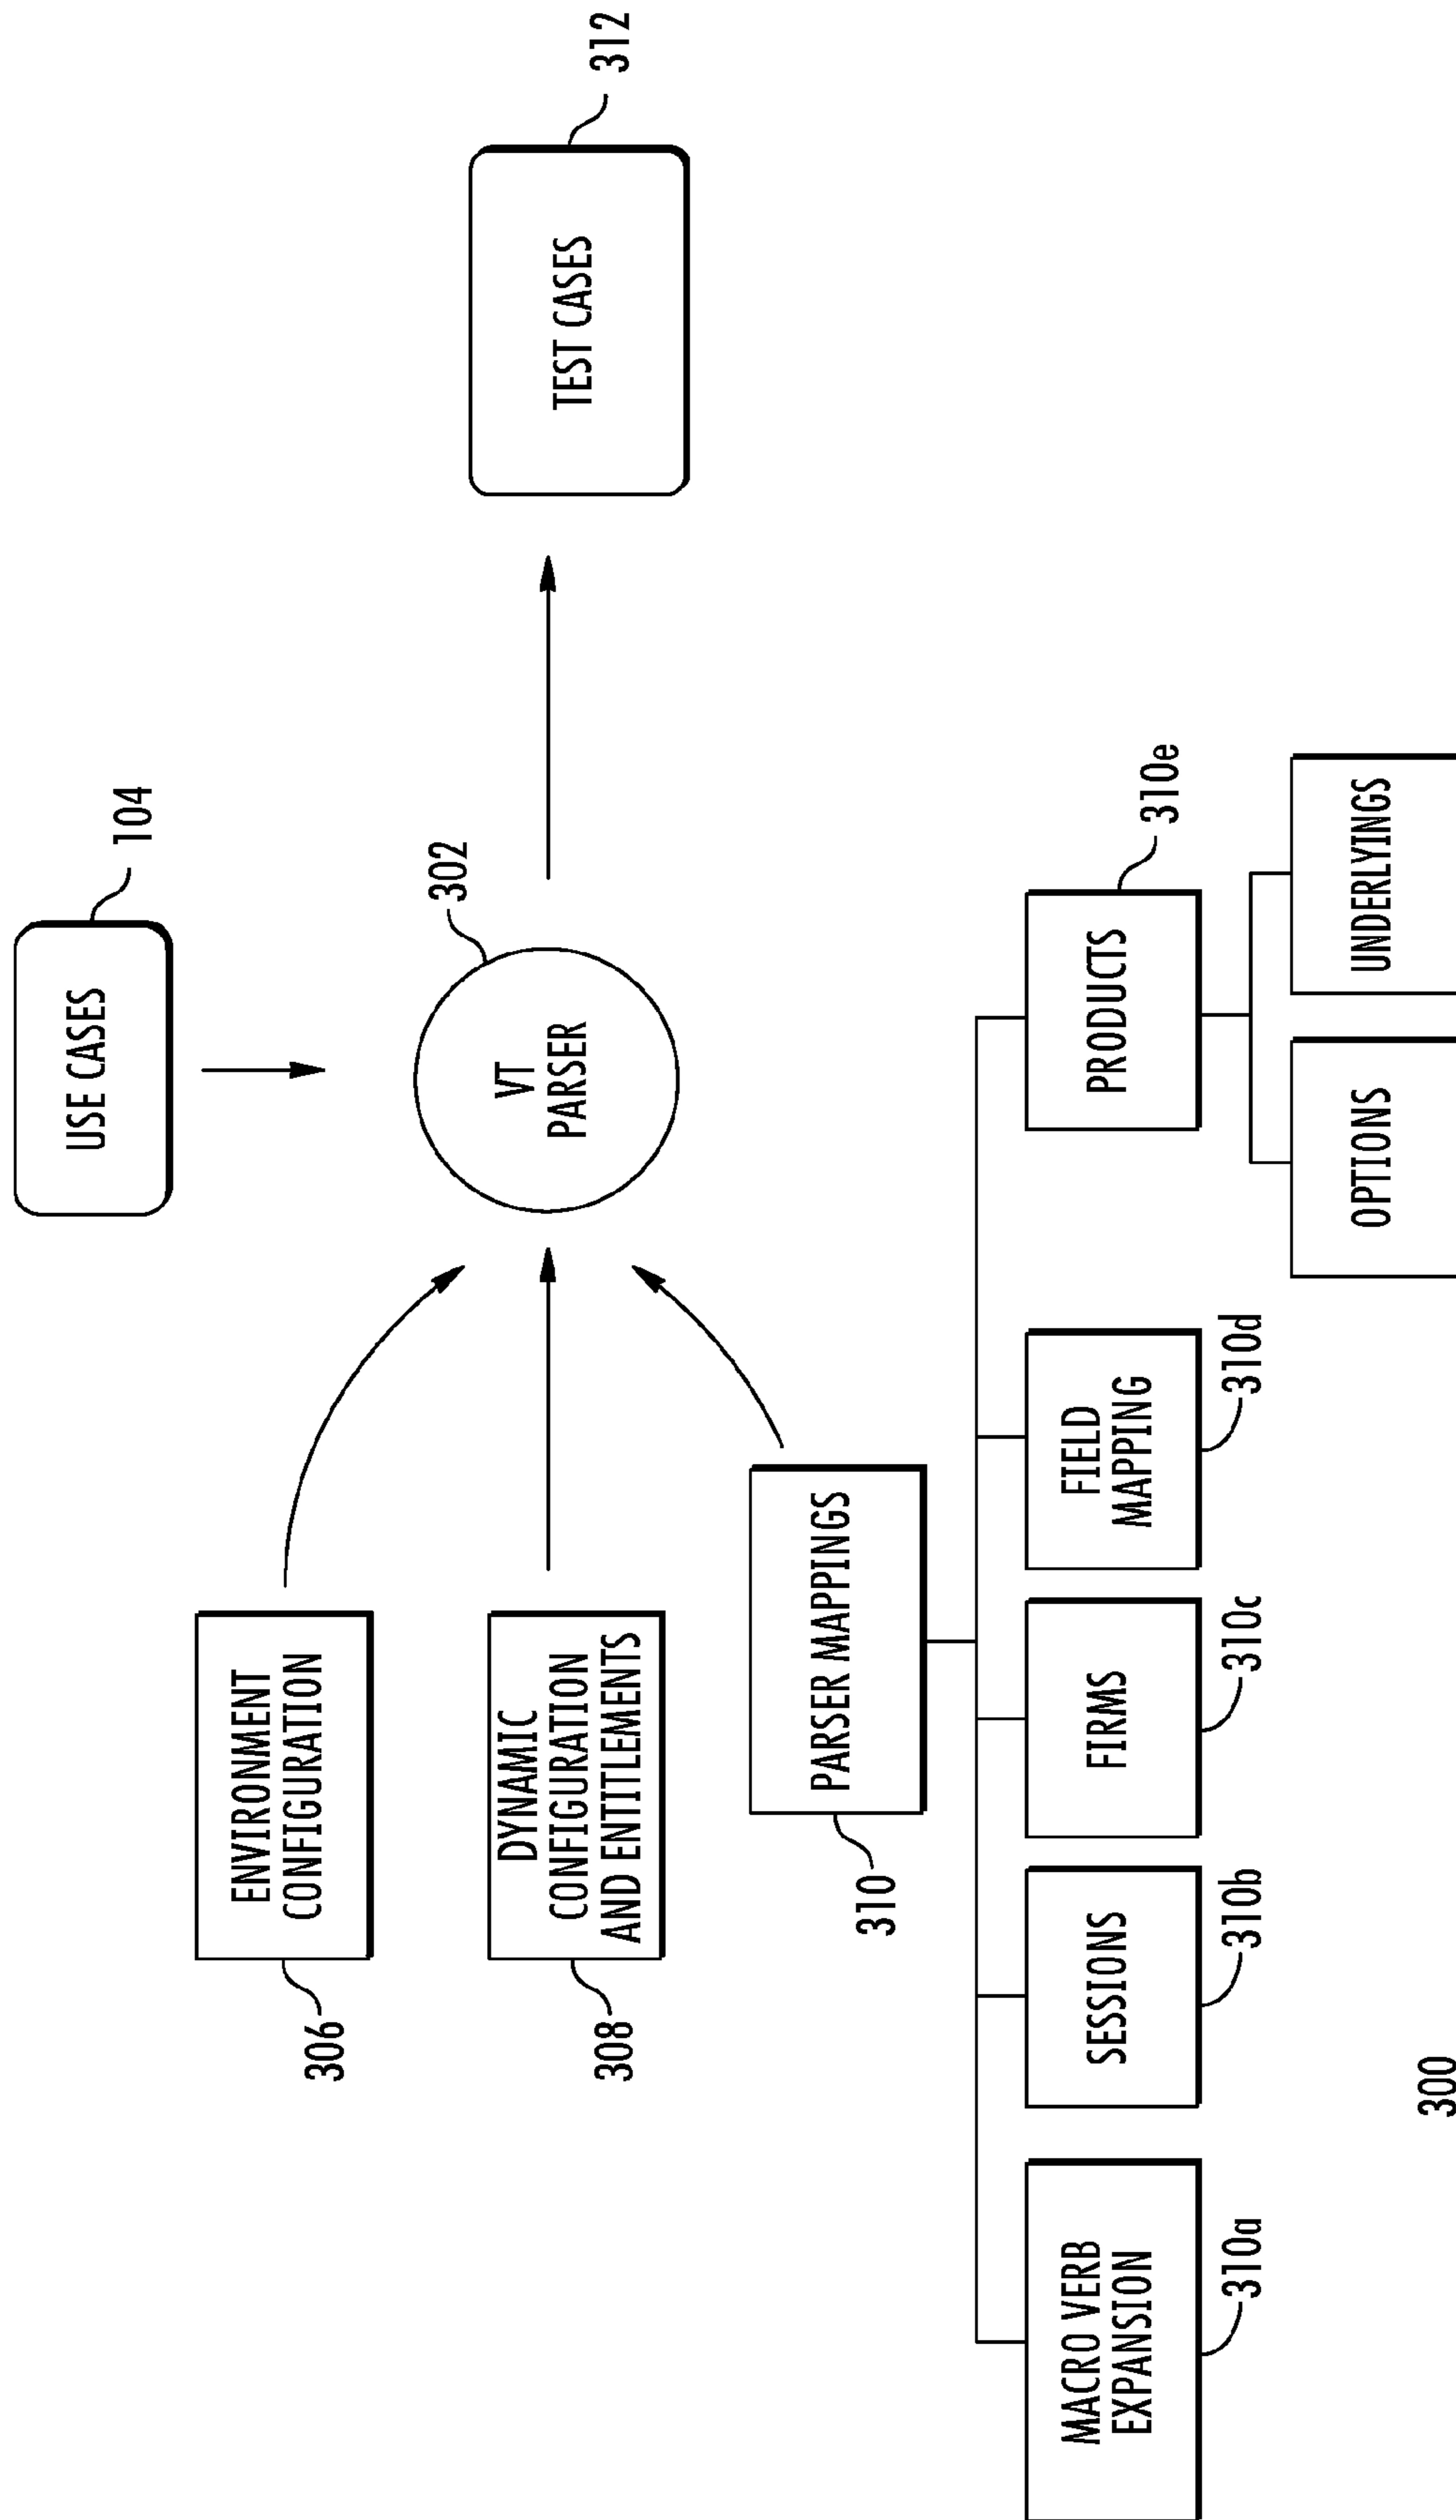 USE CASES
104
ENVIRONMENT
CONFIGURATION
306
302
VT
PARSER
TEST CASES
312
DYNAMIC
CONFIGURATION
AND ENTITLEMENTS
308
PARSER MAPPINGS
310
MACRO VERB
EXPANSION
310a
SESSIONS
310b
FIRMS
310c
FIELD
MAPPING
310d
PRODUCTS
310e
OPTIONS
UNDERLYINGS
300